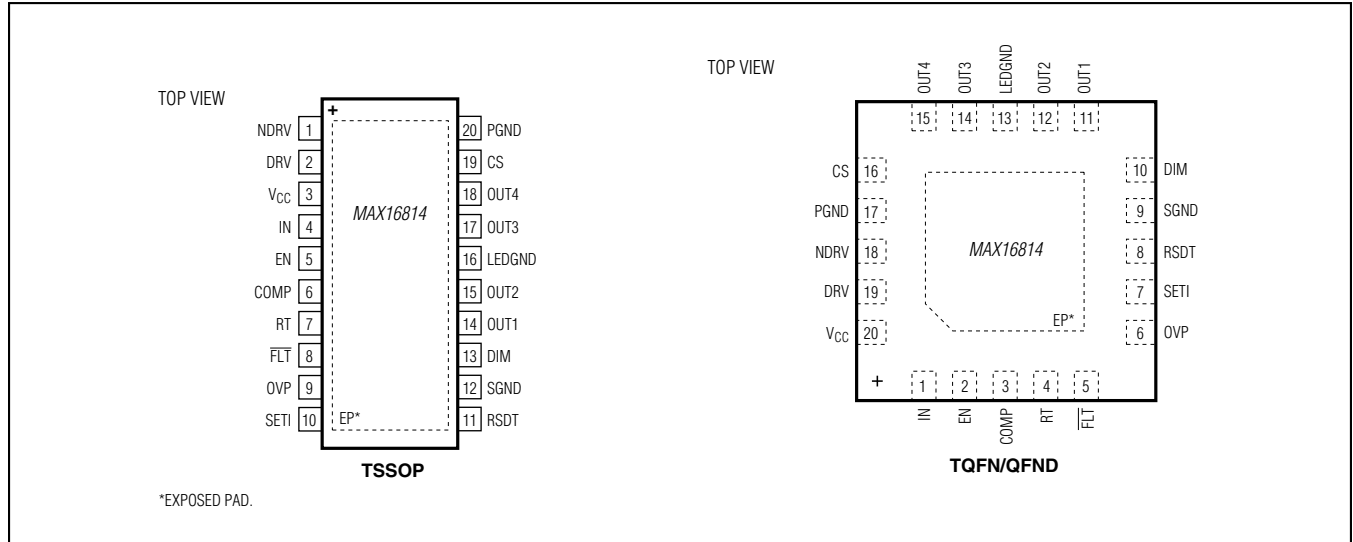 TOP VIEW
+
MAX16814
NDRV 1
DRV 2
VCC 3
IN 4
EN 5
COMP 6
RT 7
FLT 8
OVP 9
SETI 10
20 PGND
19 CS
18 OUT4
17 OUT3
16 LEDGND
15 OUT2
14 OUT1
13 DIM
12 SGND
11 RSDT
EP*
TSSOP
*EXPOSED PAD.
TOP VIEW
OUT4 OUT3 LEDGND OUT2 OUT1
15 14 13 12 11
CS 16
PGND 17
NDRV 18
DRV 19
VCC 20
MAX16814
EP*
10 DIM
9 SGND
8 RSDT
7 SETI
6 OVP
+ 1 2 3 4 5
IN EN COMP RT FLT
TQFN/QFND